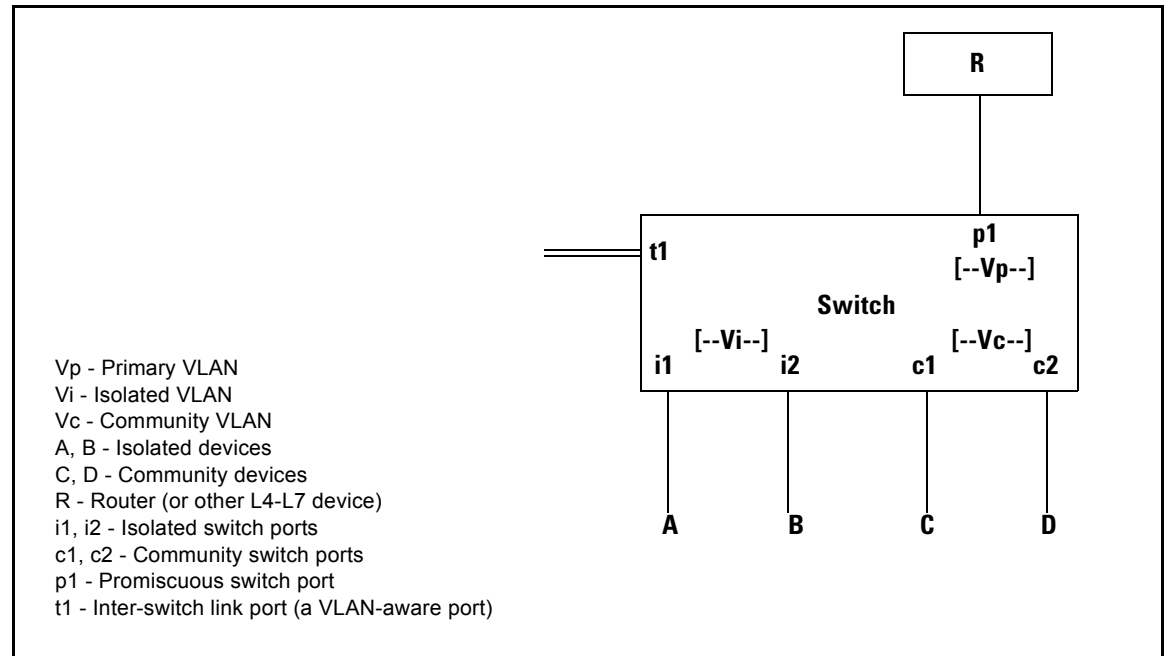 R
p1
[--Vp--]
t1
Switch
[--Vi--]
[--Vc--]
i1
i2
c1
c2
A
B
C
D
Vp - Primary VLAN
Vi - Isolated VLAN
Vc - Community VLAN
A, B - Isolated devices
C, D - Community devices
R - Router (or other L4-L7 device)
i1, i2 - Isolated switch ports
c1, c2 - Community switch ports
p1 - Promiscuous switch port
t1 - Inter-switch link port (a VLAN-aware port)